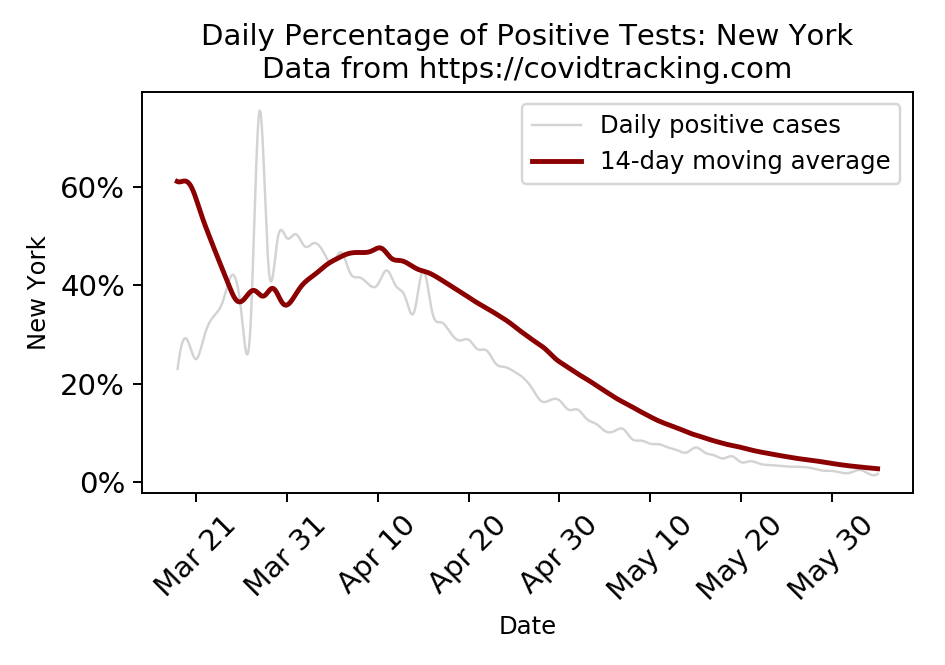 Daily Percentage of Positive Tests: New York
Data from https://covidtracking.com
Daily positive cases
14-day moving average
60%
40%
20%
0%
New York
Mar 21
Mar 31
Apr 10
Apr 20
Apr 30
May 10
May 20
May 30
Date